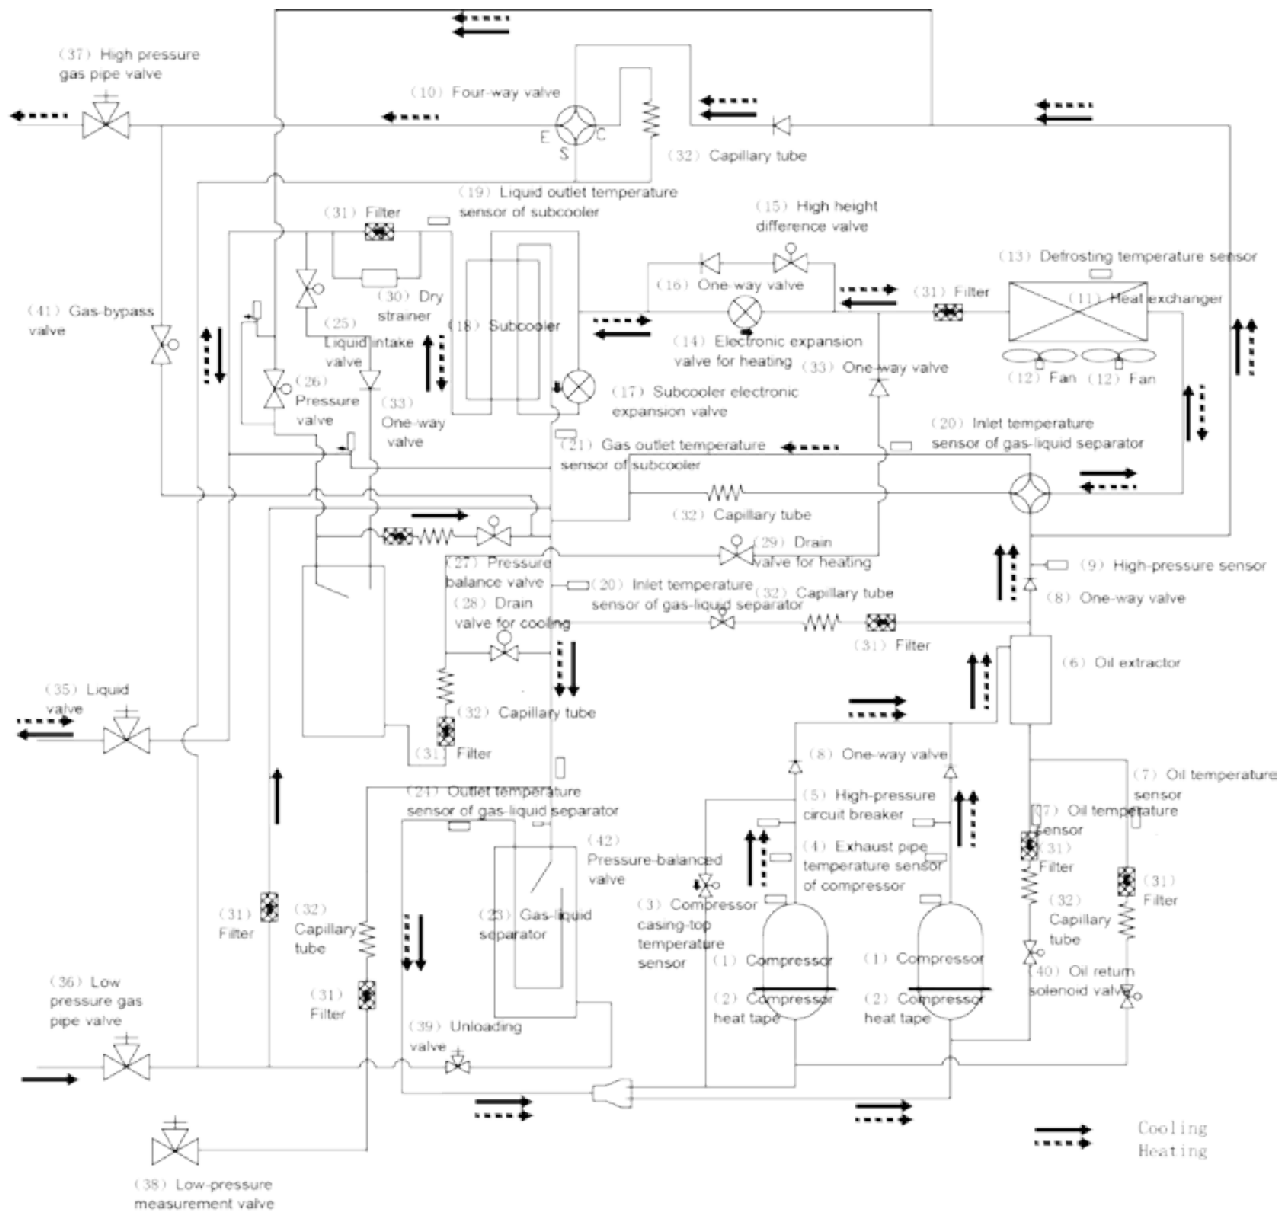 (37) High pressure
gas pipe valve
(10) Four-way valve
E
C
S
(32) Capillary tube
(19) Liquid outlet temperature
sensor of subcooler
(31) Filter
(15) High height
difference valve
(13) Defrosting temperature sensor
(16) One-way valve
(31) Filter
(11) Heat exchanger
(30) Dry
strainer
(41) Gas-bypass
valve
(25)
Liquid intake
valve
(18) Subcooler
(14) Electronic expansion
valve for heating
(33) One-way valve
(12) Fan
(12) Fan
(26)
Pressure
valve
(33)
One-way
valve
(17) Subcooler electronic
expansion valve
(20) Inlet temperature
sensor of gas-liquid separator
(21) Gas outlet temperature
sensor of subcooler
(32) Capillary tube
(29) Drain
valve for heating
(27) Pressure
balance valve
(9) High-pressure sensor
(20) Inlet temperature
sensor of gas-liquid separator
(32) Capillary tube
(8) One-way valve
(28) Drain
valve for cooling
(31) Filter
(6) Oil extractor
(35) Liquid
valve
(32) Capillary tube
(31) Filter
(8) One-way valve
(7) Oil temperature
sensor
(24) Outlet temperature
sensor of gas-liquid separator
(5) High-pressure
circuit breaker
(7) Oil temperature
sensor
(42)
Pressure-balanced
valve
(4) Exhaust pipe
temperature sensor
of compressor
(31)
Filter
(31)
Filter
(31)
Filter
(32)
Capillary
tube
(23) Gas-liquid
separator
(3) Compressor
casing-top
temperature
sensor
(32)
Capillary
tube
(1) Compressor
(1) Compressor
(40) Oil return
solenoid valve
(36) Low
pressure gas
pipe valve
(31)
Filter
(2) Compressor
heat tape
(2) Compressor
heat tape
(39) Unloading
valve
Cooling
Heating
(38) Low-pressure
measurement valve